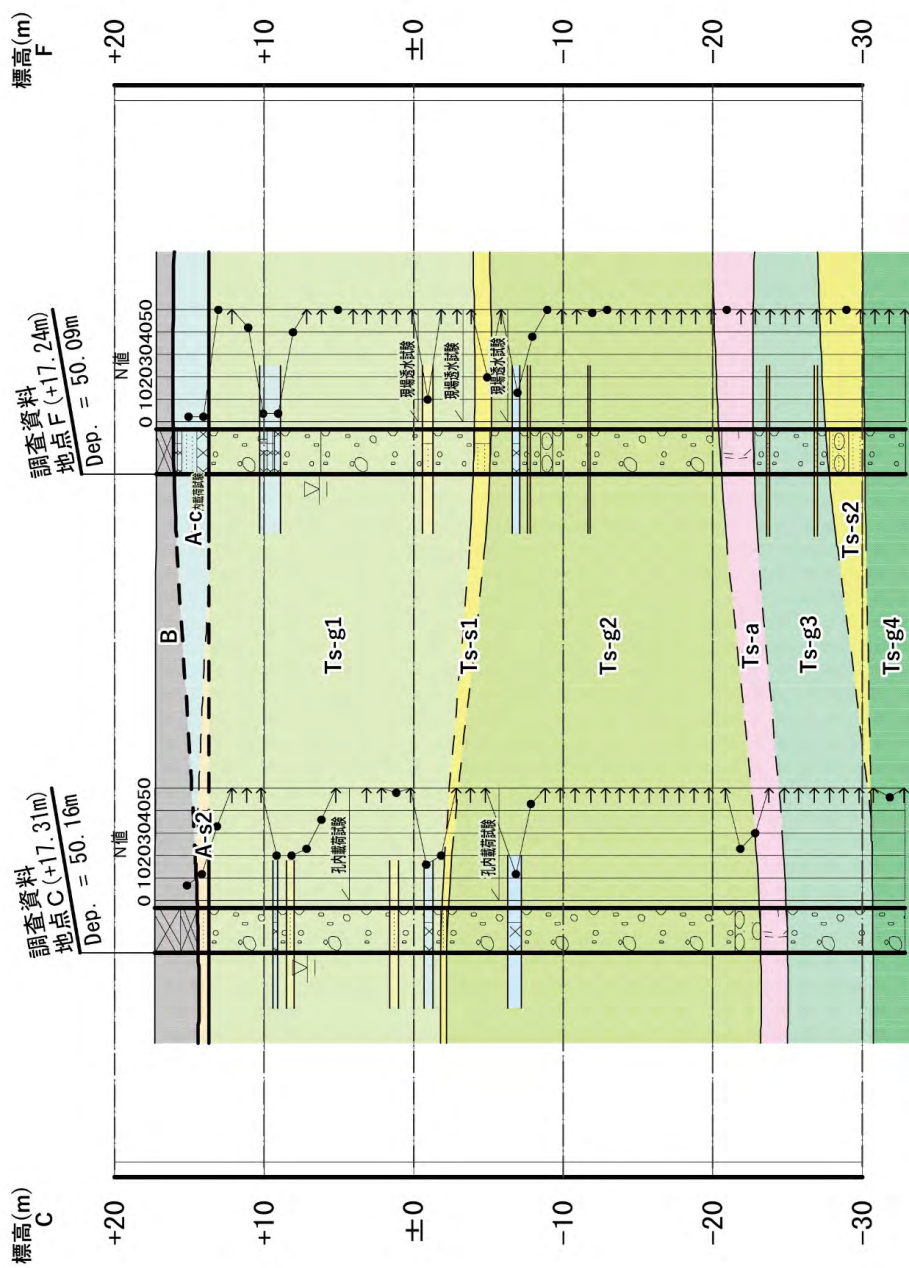 標高(m)
C
+20
+10
±0
-10
-20
-30
調査資料
地点 C (+17.31m)
Dep. = 50.16m
N値
0 1020304050
孔内載荷試験
孔内載荷試験
A-s2
B
A-c
Ts-g1
Ts-s1
Ts-g2
Ts-a
Ts-g3
Ts-s2
Ts-g4
調査資料
地点 F (+17.24m)
Dep. = 50.09m
N値
0 1020304050
内載荷試験
現場透水試験
現場透水試験
現場透水試験
標高(m)
F
+20
+10
±0
-10
-20
-30